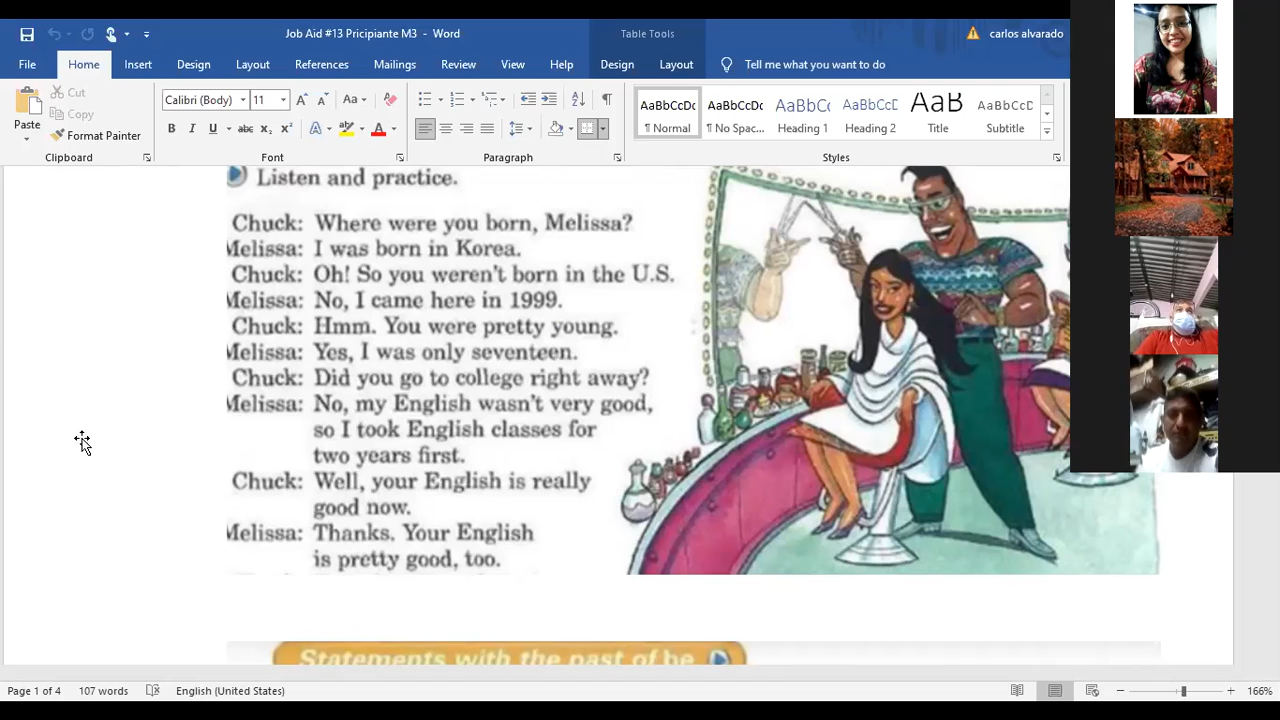 Job Aid #13 Pricipiante M3 - Word
Table Tools
carlos alvarado
File Home Insert Design Layout References Mailings Review View Help Design Layout Tell me what you want to do
Paste
Cut
Copy
Format Painter
Clipboard
Calibri (Body) 11
Font
Paragraph
AaBbCcDc AaBbCcDc AaBbCc AaBbCcD AaB AaBbCcD
¶ Normal ¶ No Spac... Heading 1 Heading 2 Title Subtitle
Styles
Listen and practice.
Chuck: Where were you born, Melissa?
Melissa: I was born in Korea.
Chuck: Oh! So you weren't born in the U.S.
Melissa: No, I came here in 1999.
Chuck: Hmm. You were pretty young.
Melissa: Yes, I was only seventeen.
Chuck: Did you go to college right away?
Melissa: No, my English wasn't very good,
so I took English classes for
two years first.
Chuck: Well, your English is really
good now.
Melissa: Thanks. Your English
is pretty good, too.
Statements with the past of be
Page 1 of 4 107 words English (United States) 166%